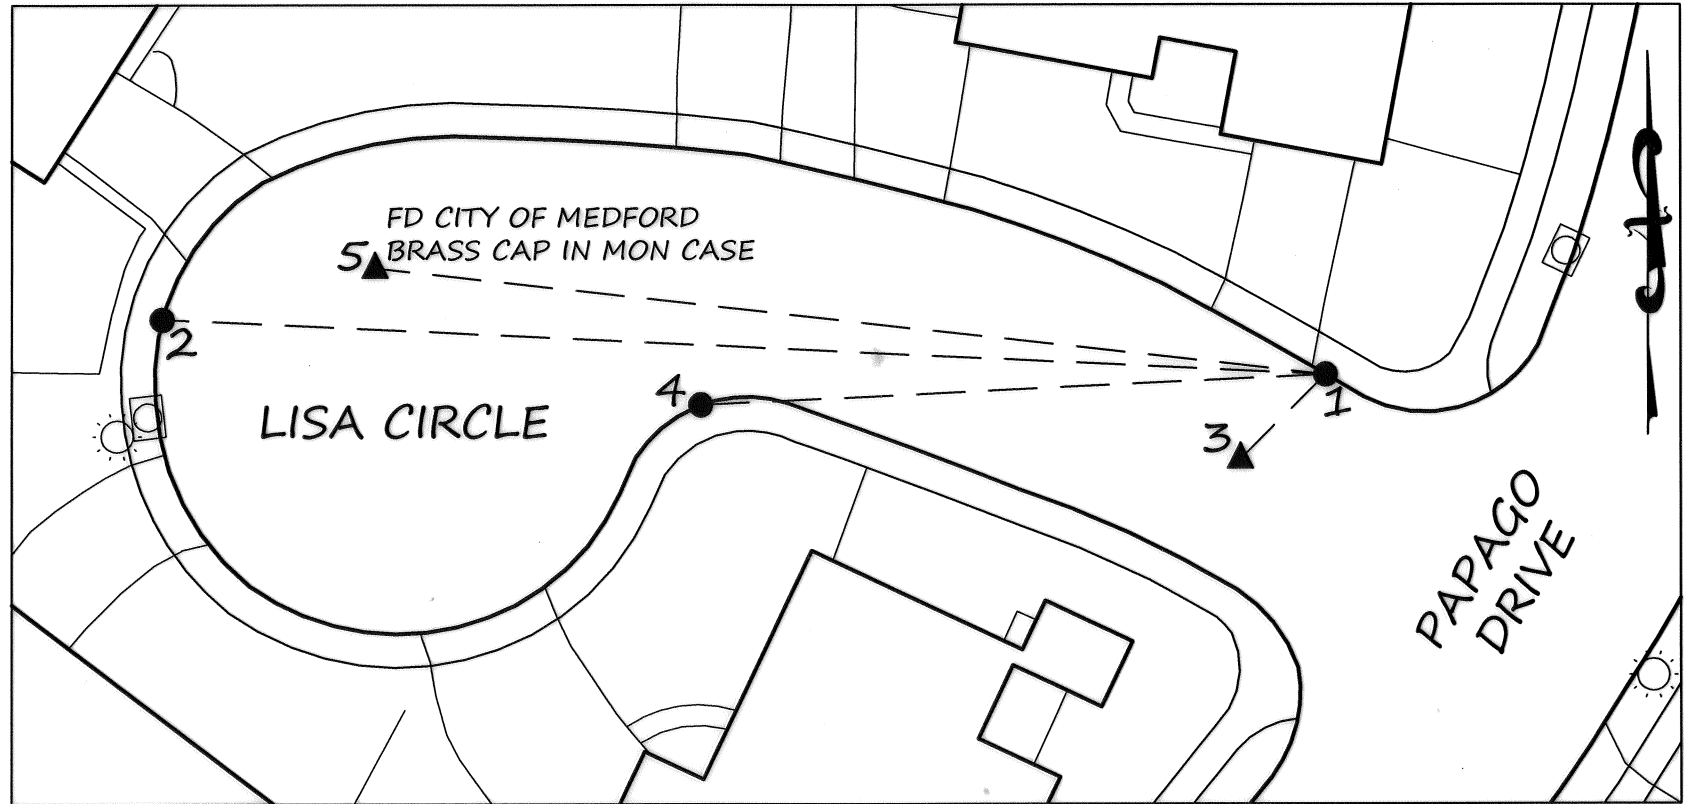 FD CITY OF MEDFORD
5 BRASS CAP IN MON CASE
2
4
1
LISA CIRCLE
3
PAPAGO
DRIVE